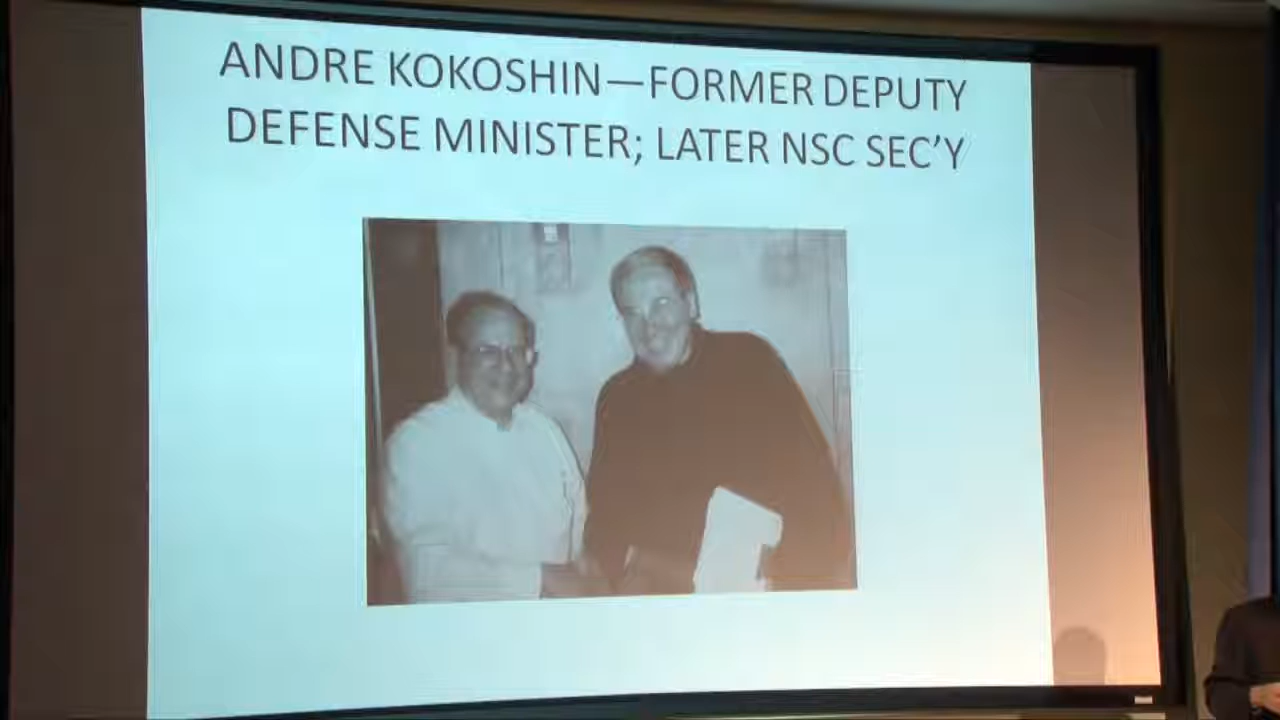 ANDRE KOKOSHIN—FORMER DEPUTY
DEFENSE MINISTER; LATER NSC SEC'Y